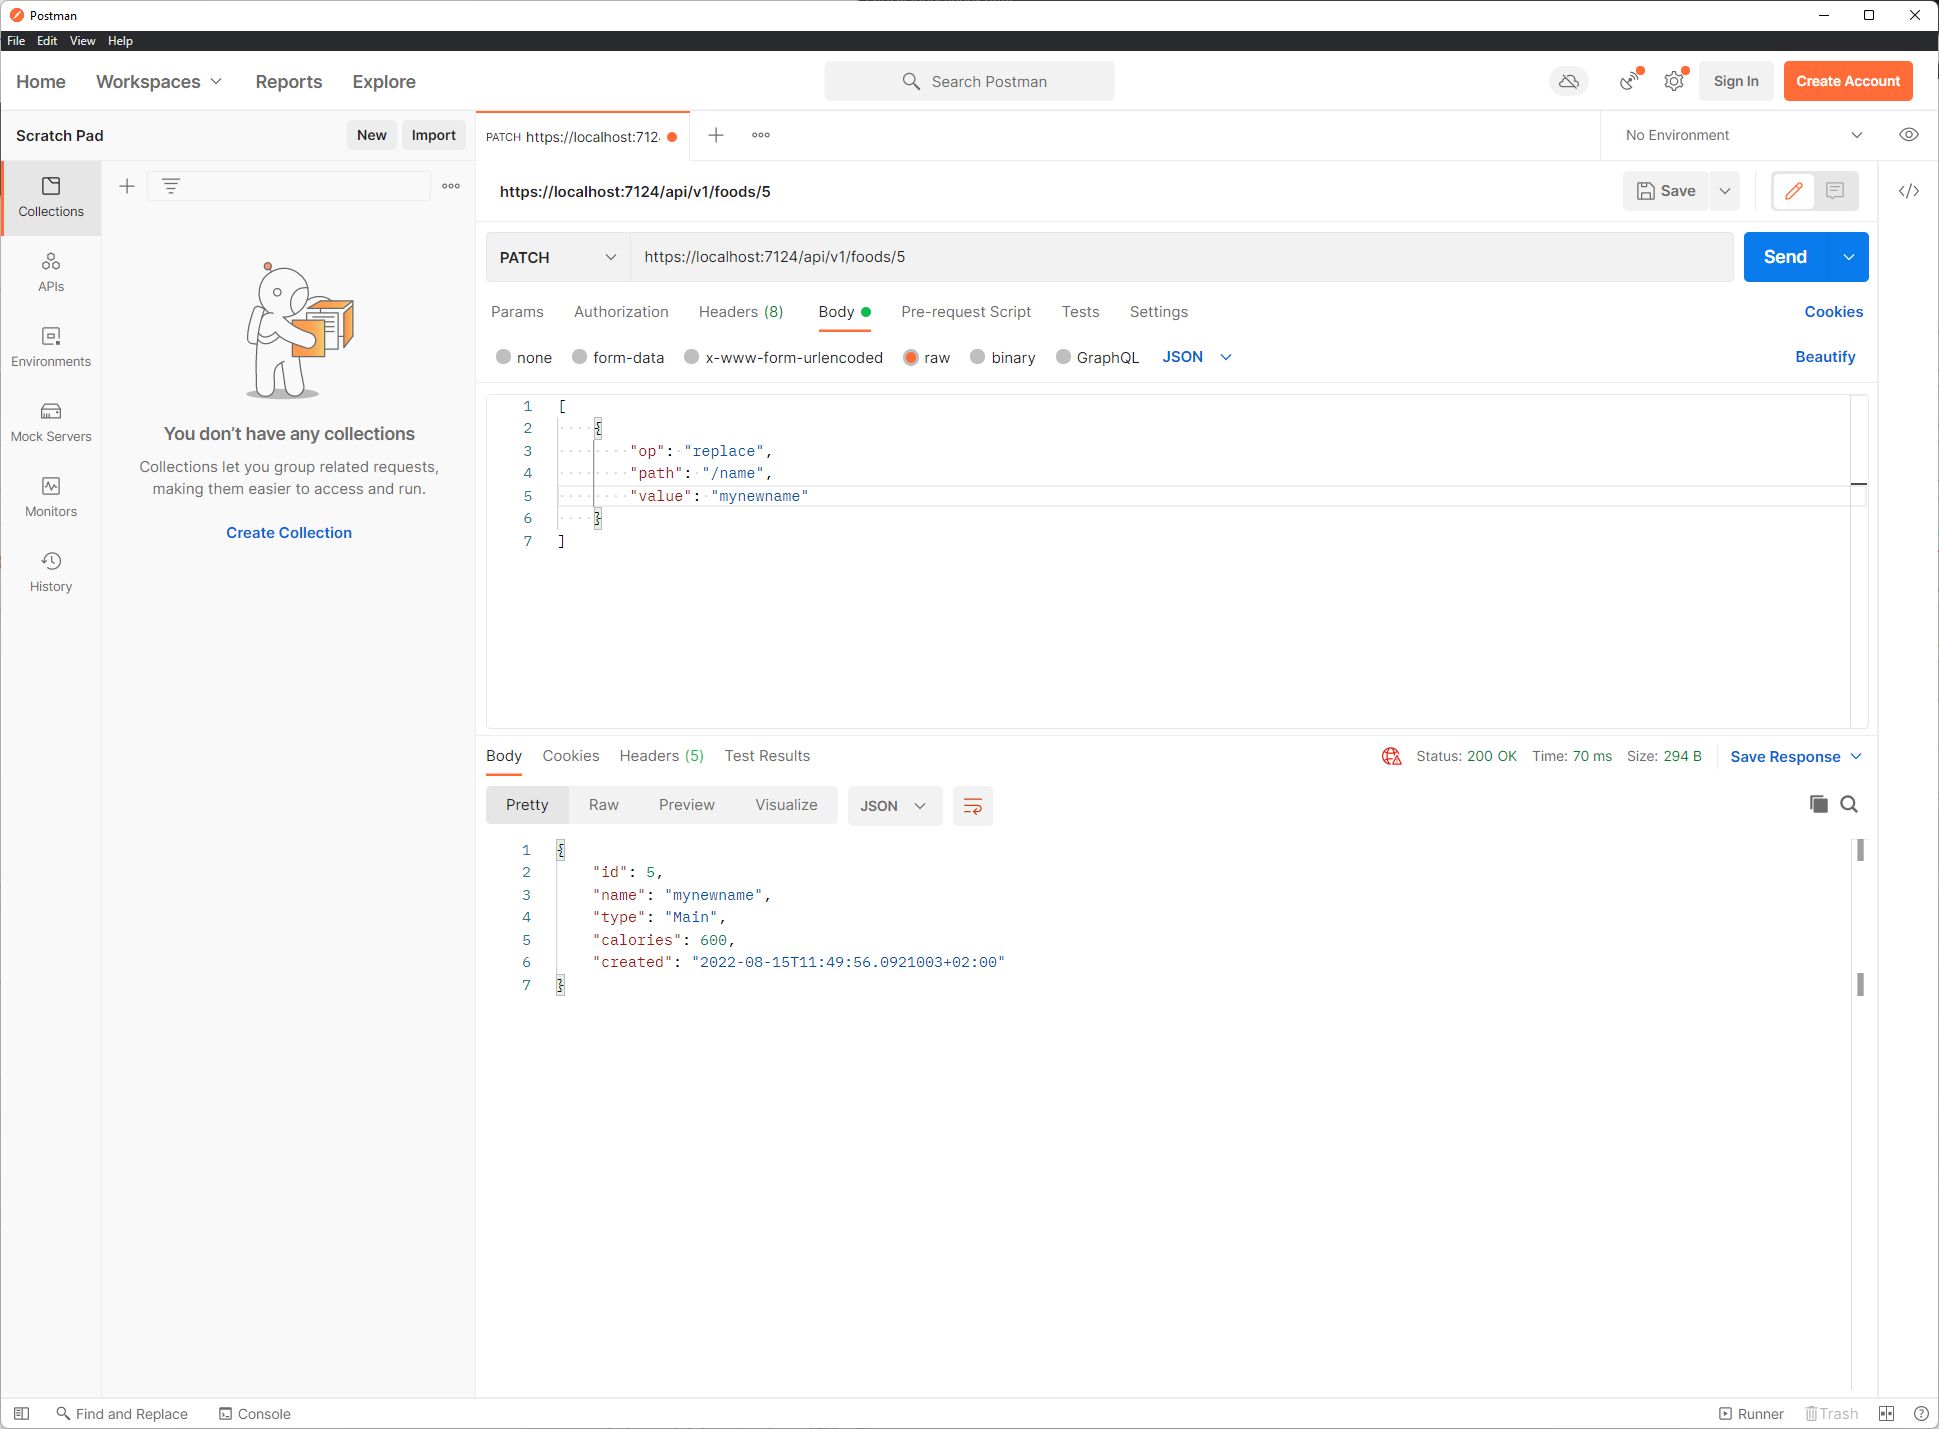 Postman
File Edit View Help
Home Workspaces Reports Explore Search Postman Sign In Create Account
Scratch Pad New Import
PATCH https://localhost:712 No Environment
Collections
APIs
Environments
Mock Servers
Monitors
History
You don’t have any collections
Collections let you group related requests,
making them easier to access and run.
Create Collection
https://localhost:7124/api/v1/foods/5 Save
PATCH https://localhost:7124/api/v1/foods/5 Send
Params Authorization Headers (8) Body Pre-request Script Tests Settings Cookies
none form-data x-www-form-urlencoded raw binary GraphQL JSON Beautify
1 [
2 {
3 "op": "replace",
4 "path": "/name",
5 "value": "mynewname"
6 }
7 ]
Body Cookies Headers (5) Test Results Status: 200 OK Time: 70 ms Size: 294 B Save Response
Pretty Raw Preview Visualize JSON
1 {
2 "id": 5,
3 "name": "mynewname",
4 "type": "Main",
5 "calories": 600,
6 "created": "2022-08-15T11:49:56.0921003+02:00"
7 }
Find and Replace Console Runner Trash